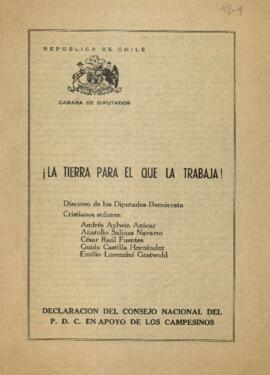 18-1
REPUBLICA DE CHILE
CAMARA DE DIPUTADOS
¡LA TIERRA PARA EL QUE LA TRABAJA!
Discurso de los Diputados Demócrata
Cristianos señores:
Andrés Aylwin Azócar
Anatolio Salinas Navarro
César Raúl Fuentes
Guido Castilla Hernández
Emilio Lorenzini Gratwohl
DECLARACION DEL CONSEJO NACIONAL DEL
P. D. C. EN APOYO DE LOS CAMPESINOS